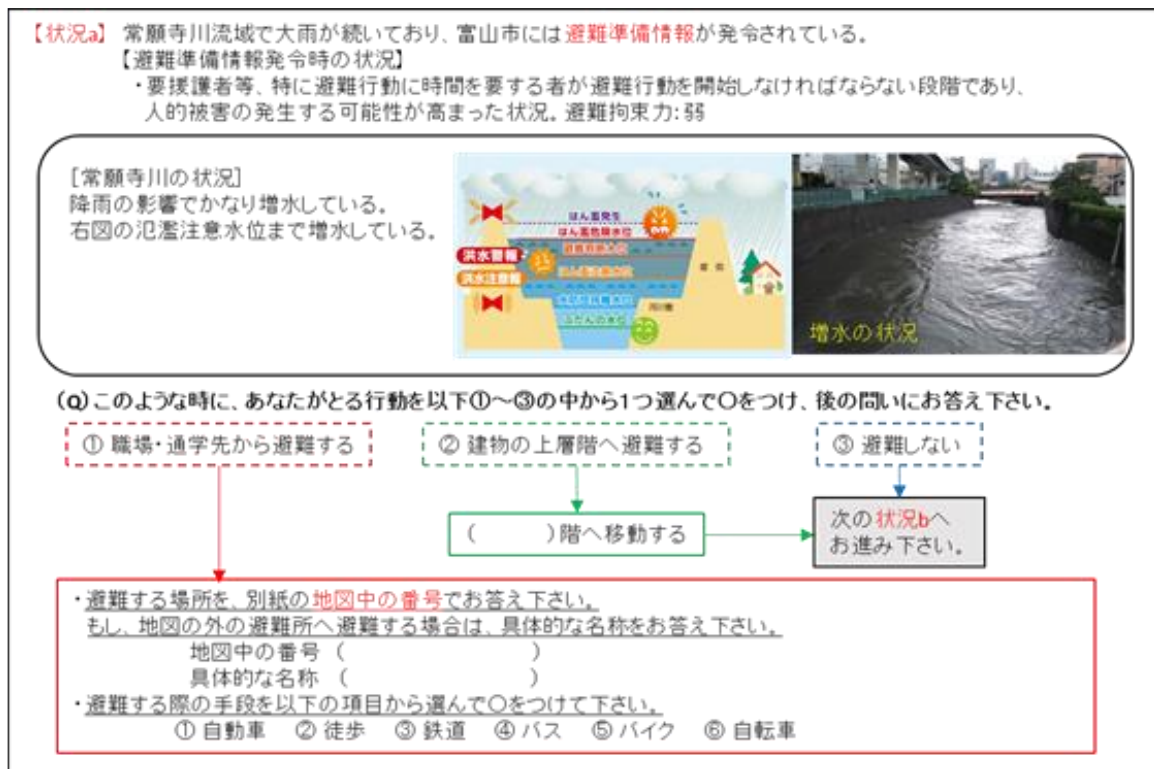 【状況a】 常願寺川流域で大雨が続いており、富山市には避難準備情報が発令されている。
【避難準備情報発令時の状況】
・要援護者等、特に避難行動に時間を要する者が避難行動を開始しなければならない段階であり、
人的被害の発生する可能性が高まった状況。避難拘束力：弱
[常願寺川の状況]
降雨の影響でかなり増水している。
右図の氾濫注意水位まで増水している。
はん濫発生
はん濫危険水位
避難判断水位
洪水警報
はん濫注意水位
洪水注意報
ふだんの水位
増水の状況
(Q)このような時に、あなたがとる行動を以下①～③の中から1つ選んで○をつけ、後の問いにお答え下さい。
① 職場・通学先から避難する
② 建物の上層階へ避難する
③ 避難しない
(　　　)階へ移動する
次の状況bへ
お進み下さい。
・避難する場所を、別紙の地図中の番号でお答え下さい。
もし、地図の外の避難所へ避難する場合は、具体的な名称をお答え下さい。
地図中の番号 (　　　　　　　)
具体的な名称 (　　　　　　　)
・避難する際の手段を以下の項目から選んで○をつけて下さい。
① 自動車 ② 徒歩 ③ 鉄道 ④ バス ⑤ バイク ⑥ 自転車